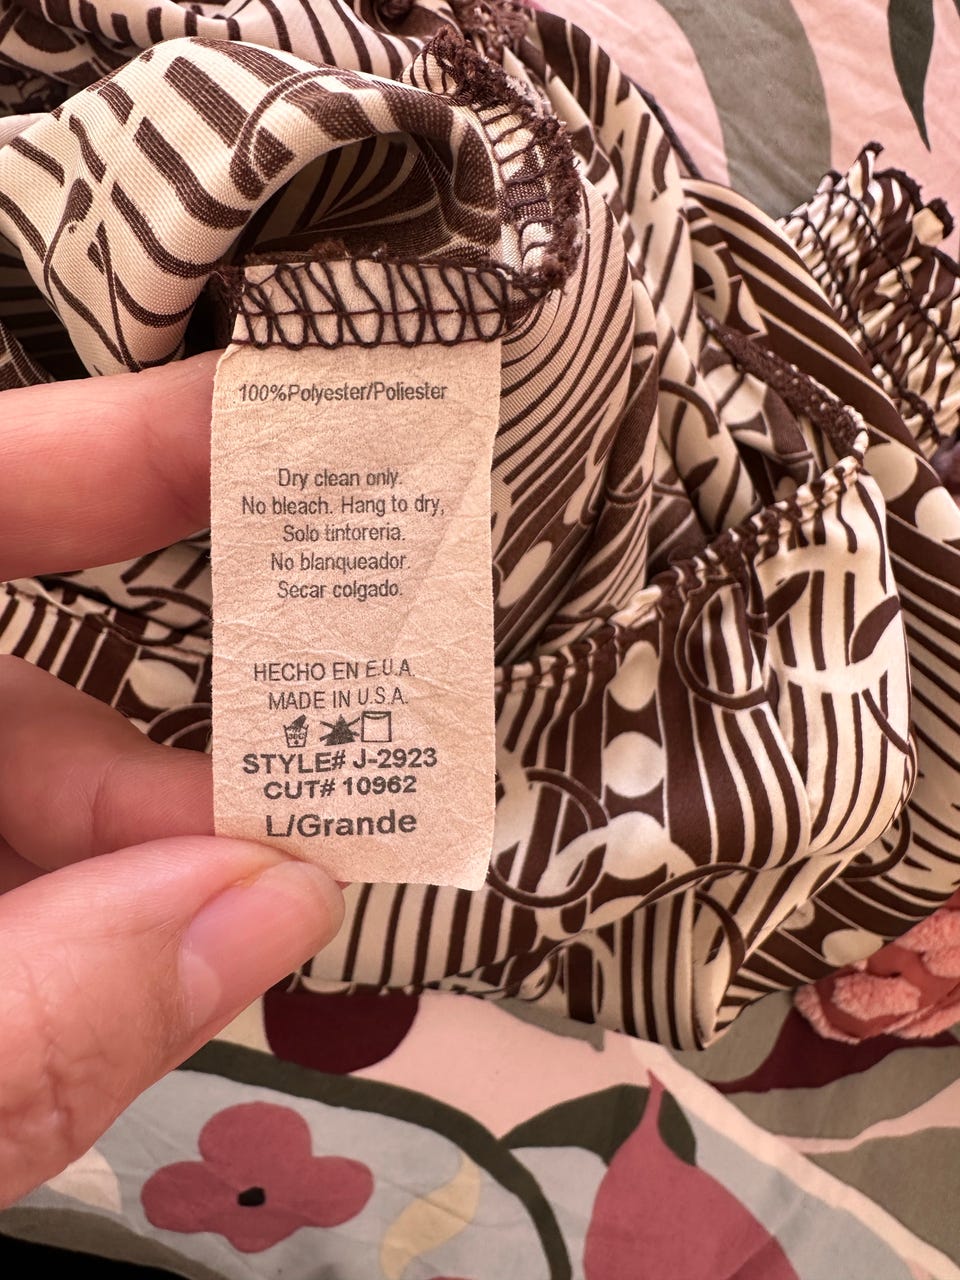 100%Polyester/Poliester
Dry clean only.
No bleach. Hang to dry,
Solo tintoreria.
No blanqueador.
Secar colgado.
HECHO EN E.U.A.
MADE IN U.S.A.
STYLE# J-2923
CUT# 10962
L/Grande